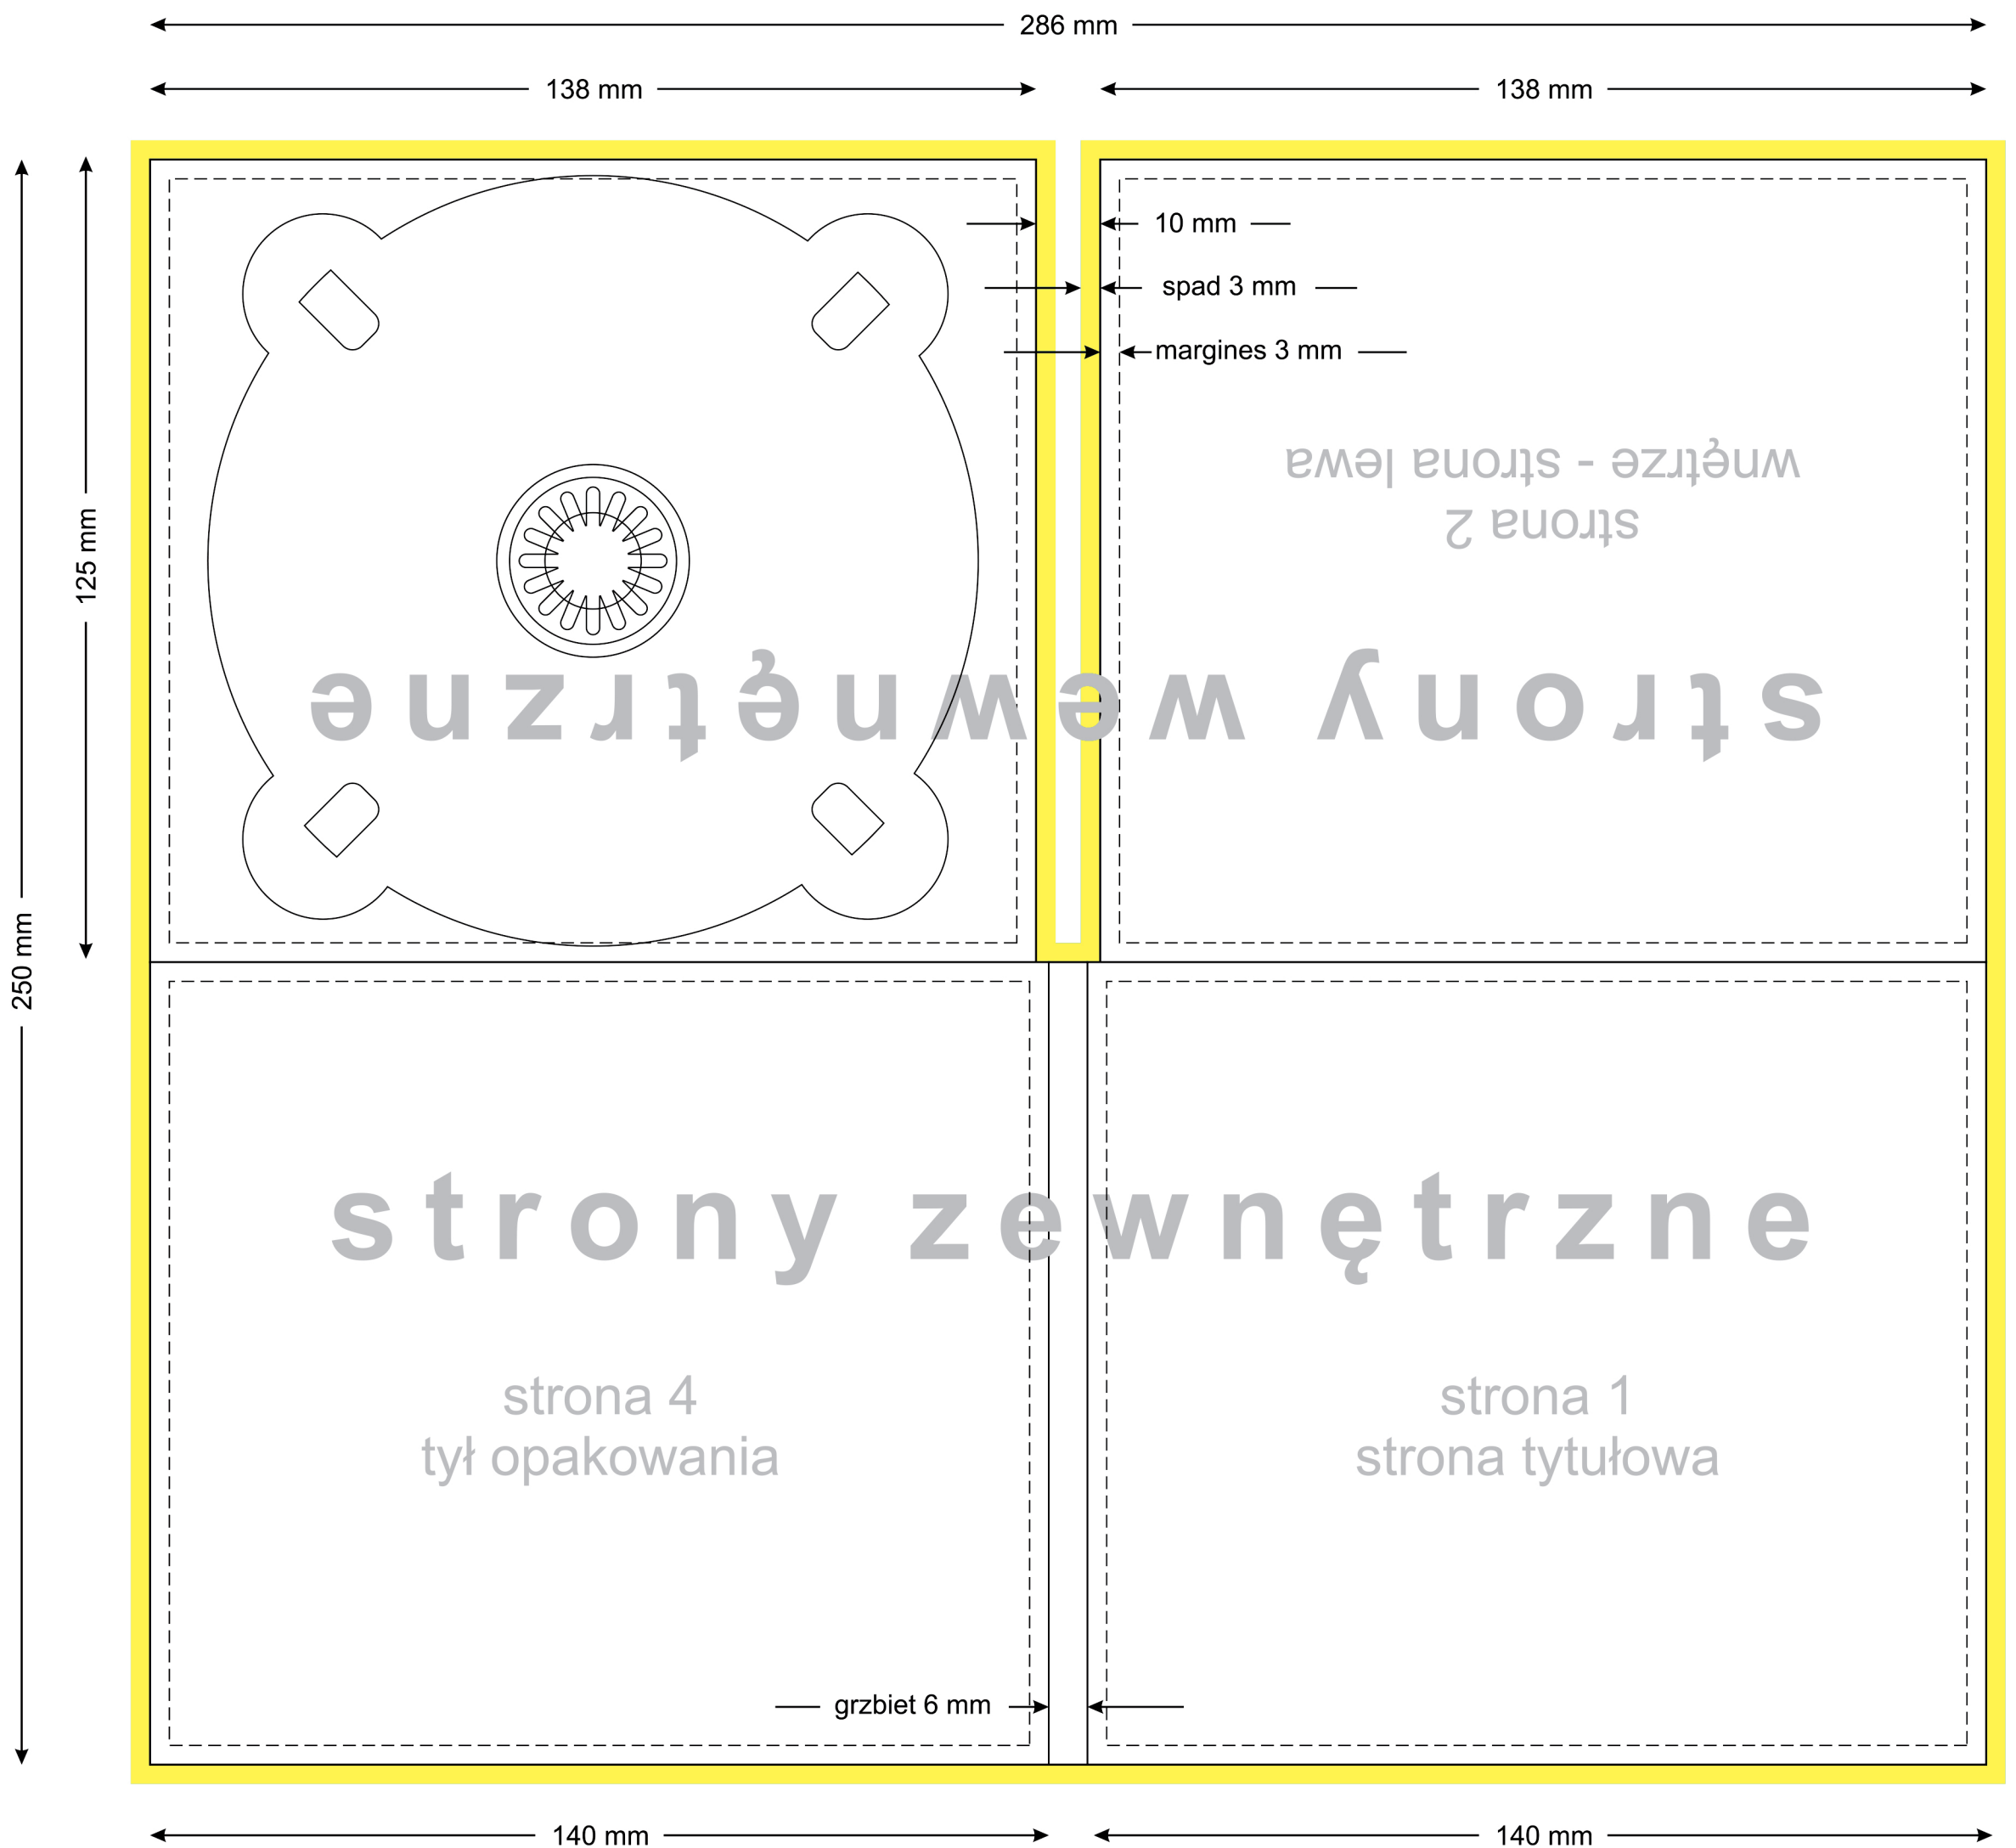 286 mm
138 mm
138 mm
10 mm
spad 3 mm
margines 3 mm
strona 2
wnętrze - strona lewa
125 mm
strony wewnętrzne
250 mm
strony zewnętrzne
strona 4
tył opakowania
strona 1
strona tytułowa
grzbiet 6 mm
140 mm
140 mm